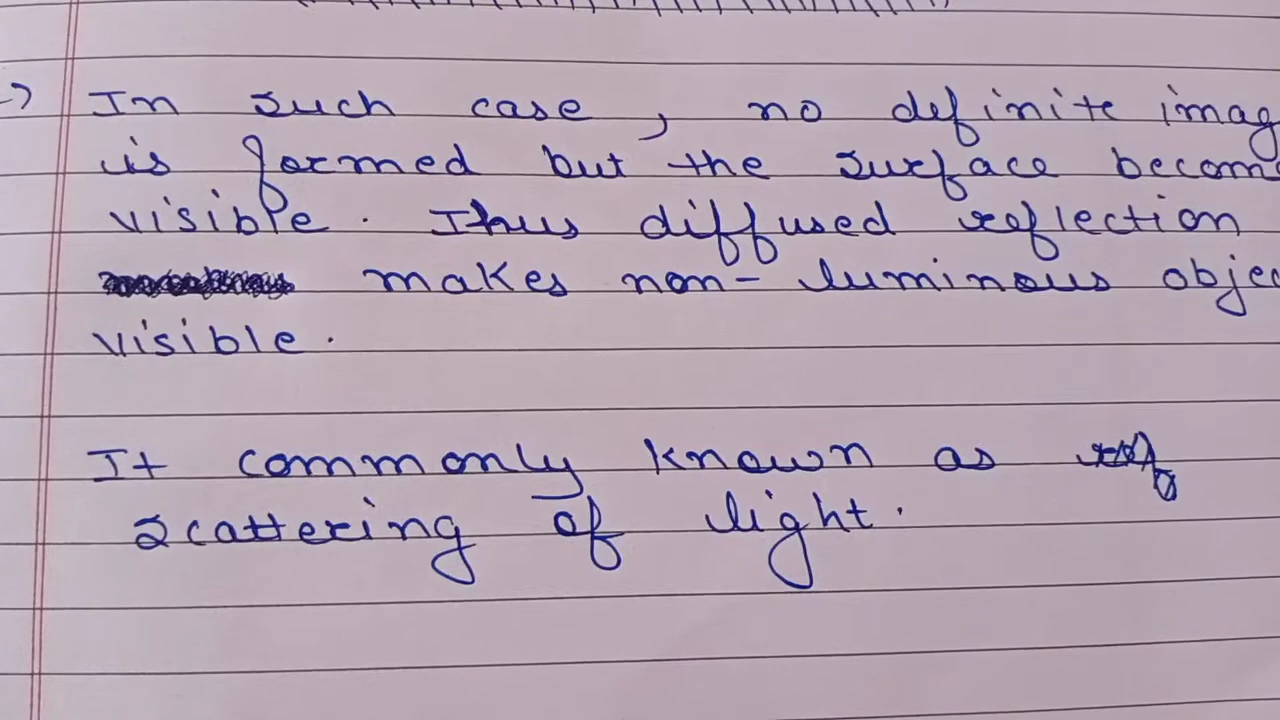 → In such case, no definite imag
is formed but the surface becom
visible. Thus diffused reflection
makes non-luminous objec
visible.
It commonly known as
scattering of light.